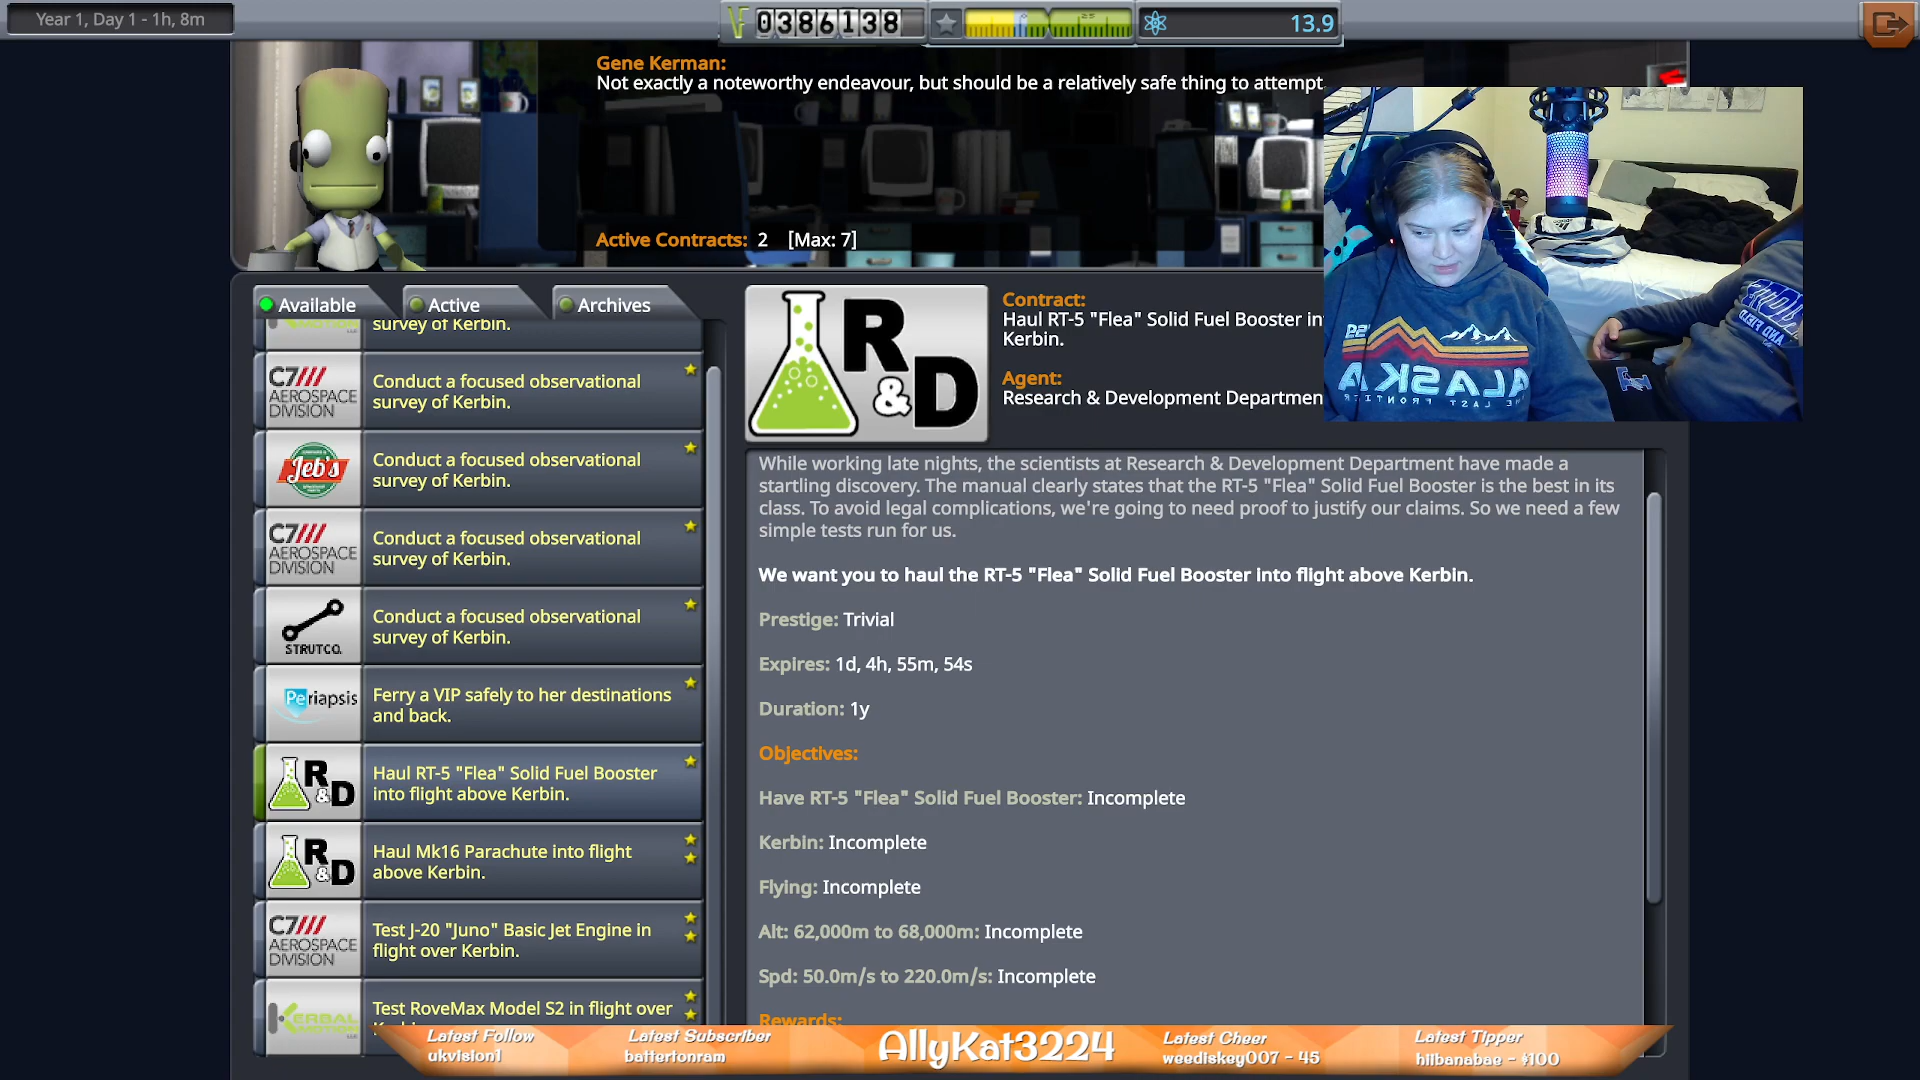 Year 1, Day 1 - 1h, 8m
0386138
13.9
Gene Kerman:
Not exactly a noteworthy endeavour, but should be a relatively safe thing to attempt.
Active Contracts: 2 [Max: 7]
Available
Active
Archives
survey of Kerbin.
C7 AEROSPACE DIVISION
Conduct a focused observational
survey of Kerbin.
Jeb's
Conduct a focused observational
survey of Kerbin.
C7 AEROSPACE DIVISION
Conduct a focused observational
survey of Kerbin.
STRUTCO.
Conduct a focused observational
survey of Kerbin.
Periapsis
Ferry a VIP safely to her destinations
and back.
R&D
Haul RT-5 "Flea" Solid Fuel Booster
into flight above Kerbin.
R&D
Haul Mk16 Parachute into flight
above Kerbin.
C7 AEROSPACE DIVISION
Test J-20 "Juno" Basic Jet Engine in
flight over Kerbin.
KERBAL MOTION
Test RoveMax Model S2 in flight over
R&D
Contract:
Haul RT-5 "Flea" Solid Fuel Booster in
Kerbin.
Agent:
Research & Development Departmen
ALASKA
THE LAST FRONTIER
While working late nights, the scientists at Research & Development Department have made a
startling discovery. The manual clearly states that the RT-5 "Flea" Solid Fuel Booster is the best in its
class. To avoid legal complications, we're going to need proof to justify our claims. So we need a few
simple tests run for us.
We want you to haul the RT-5 "Flea" Solid Fuel Booster into flight above Kerbin.
Prestige: Trivial
Expires: 1d, 4h, 55m, 54s
Duration: 1y
Objectives:
Have RT-5 "Flea" Solid Fuel Booster: Incomplete
Kerbin: Incomplete
Flying: Incomplete
Alt: 62,000m to 68,000m: Incomplete
Spd: 50.0m/s to 220.0m/s: Incomplete
Rewards:
Latest Follow
ukvision1
Latest Subscriber
battertonram
AllyKat3224
Latest Cheer
weediskey007 - 45
Latest Tipper
hilbanabae - $100